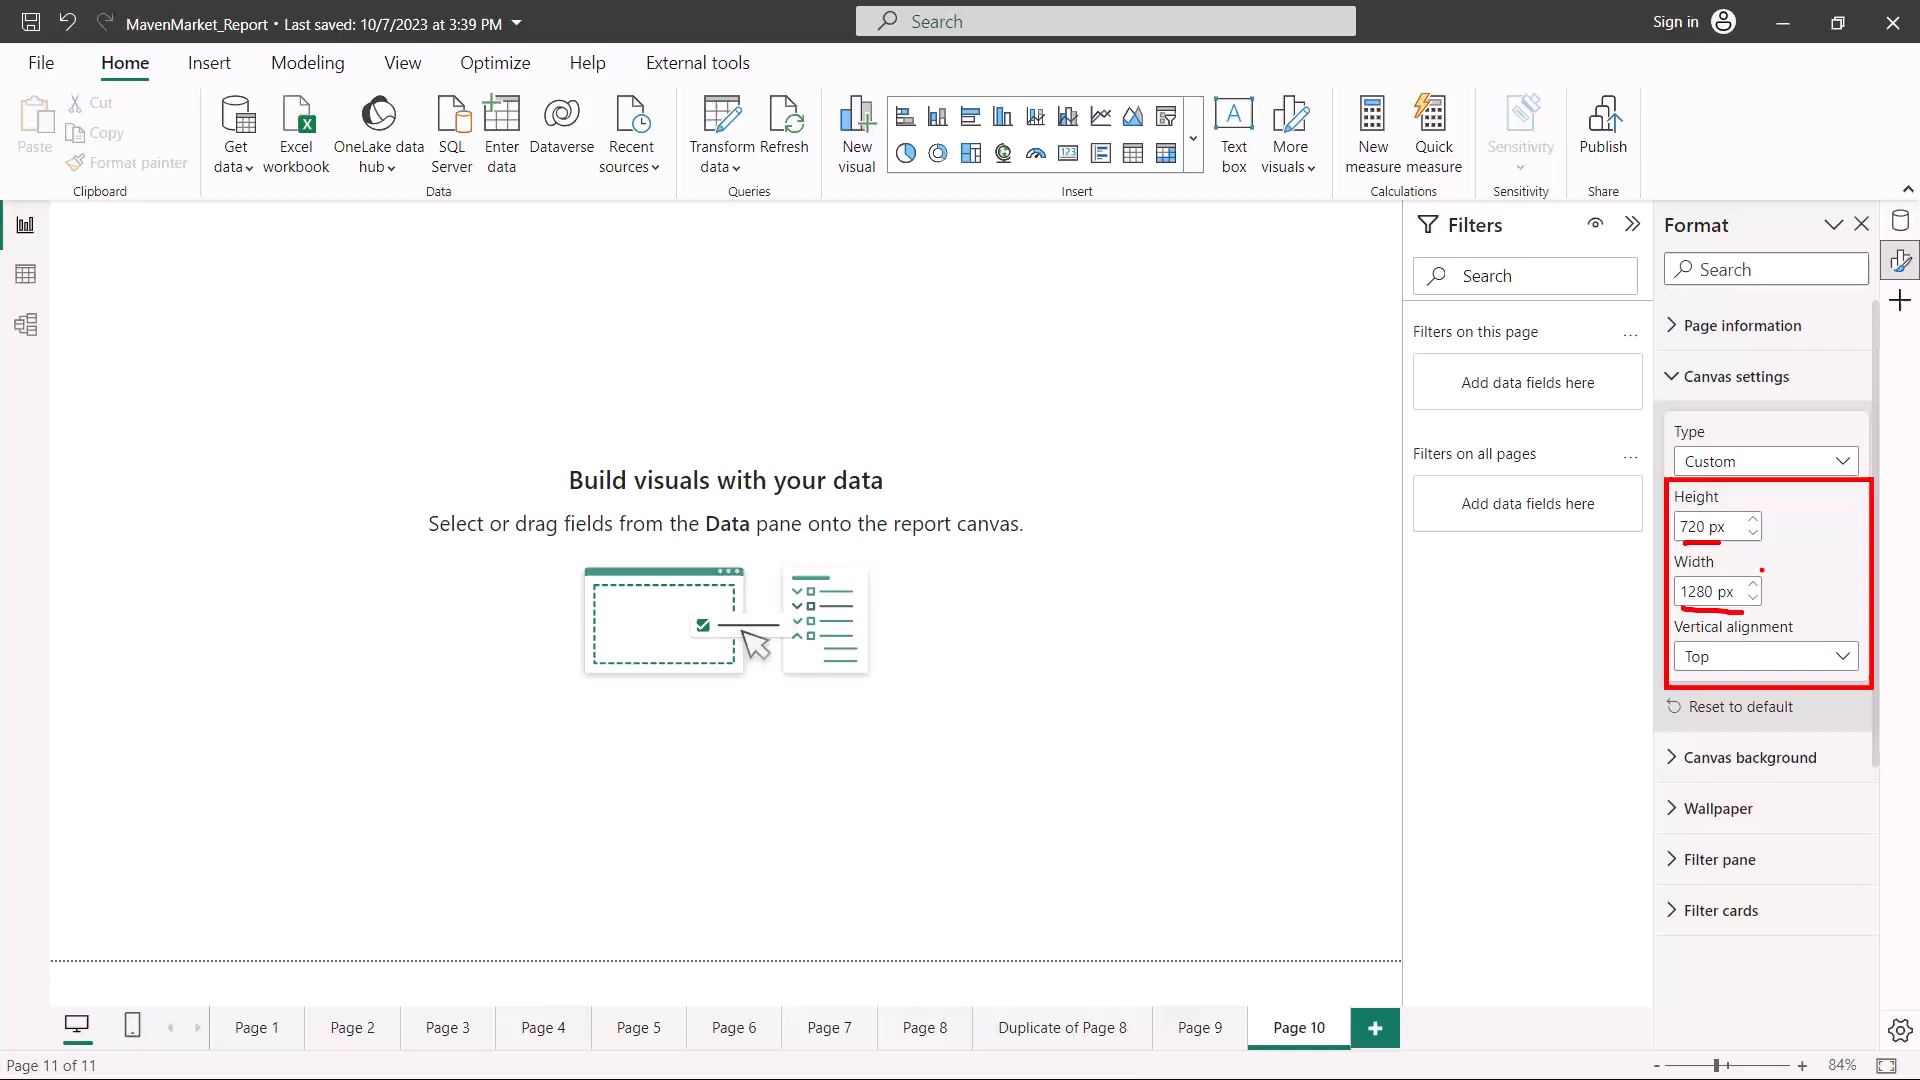 MavenMarket_Report • Last saved: 10/7/2023 at 3:39 PM
Search
Sign in
File
Home
Insert
Modeling
View
Optimize
Help
External tools
Paste
Cut
Copy
Format painter
Clipboard
Get data
Excel workbook
OneLake data hub
SQL Server
Enter data
Dataverse
Recent sources
Data
Transform data
Refresh
Queries
New visual
123
Insert
A
Text box
More visuals
New measure
Quick measure
Calculations
Sensitivity
Sensitivity
Publish
Share
Build visuals with your data
Select or drag fields from the Data pane onto the report canvas.
Filters
Search
Filters on this page
...
Add data fields here
Filters on all pages
...
Add data fields here
Format
Search
Page information
Canvas settings
Type
Custom
Height
720 px
Width
1280 px
Vertical alignment
Top
Reset to default
Canvas background
Wallpaper
Filter pane
Filter cards
Page 1
Page 2
Page 3
Page 4
Page 5
Page 6
Page 7
Page 8
Duplicate of Page 8
Page 9
Page 10
+
Page 11 of 11
- + 84%